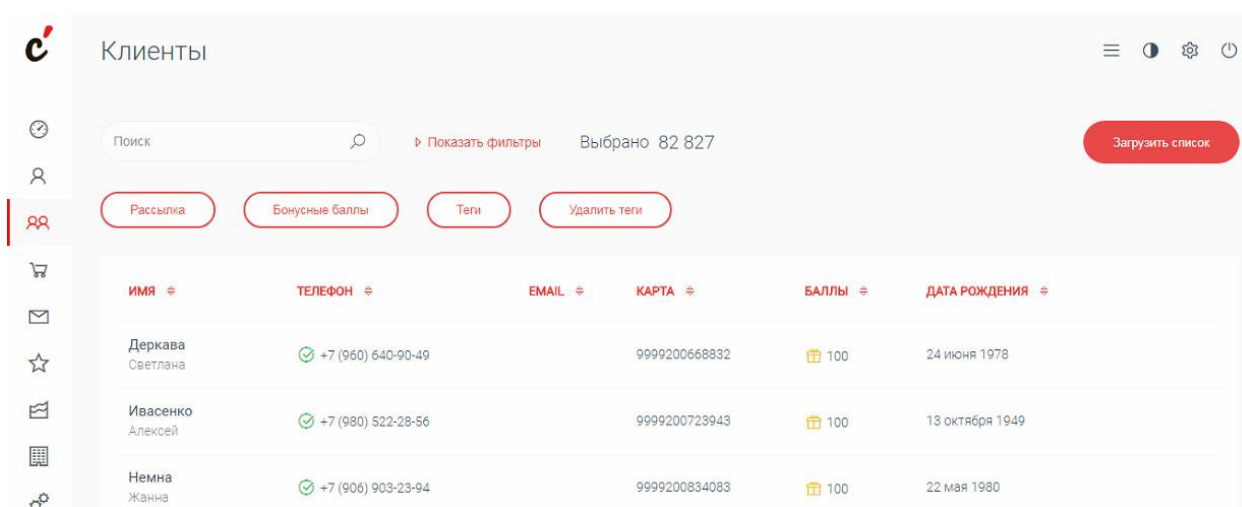 Клиенты
Поиск Показать фильтры Выбрано 82 827 Загрузить список
Рассылка Бонусные баллы Теги Удалить теги
ИМЯ ТЕЛЕФОН EMAIL КАРТА БАЛЛЫ ДАТА РОЖДЕНИЯ
Деркава
Светлана +7 (960) 640-90-49 9999200668832 100 24 июня 1978
Ивасенко
Алексей +7 (980) 522-28-56 9999200723943 100 13 октября 1949
Немна
Жанна +7 (906) 903-23-94 9999200834083 100 22 мая 1980